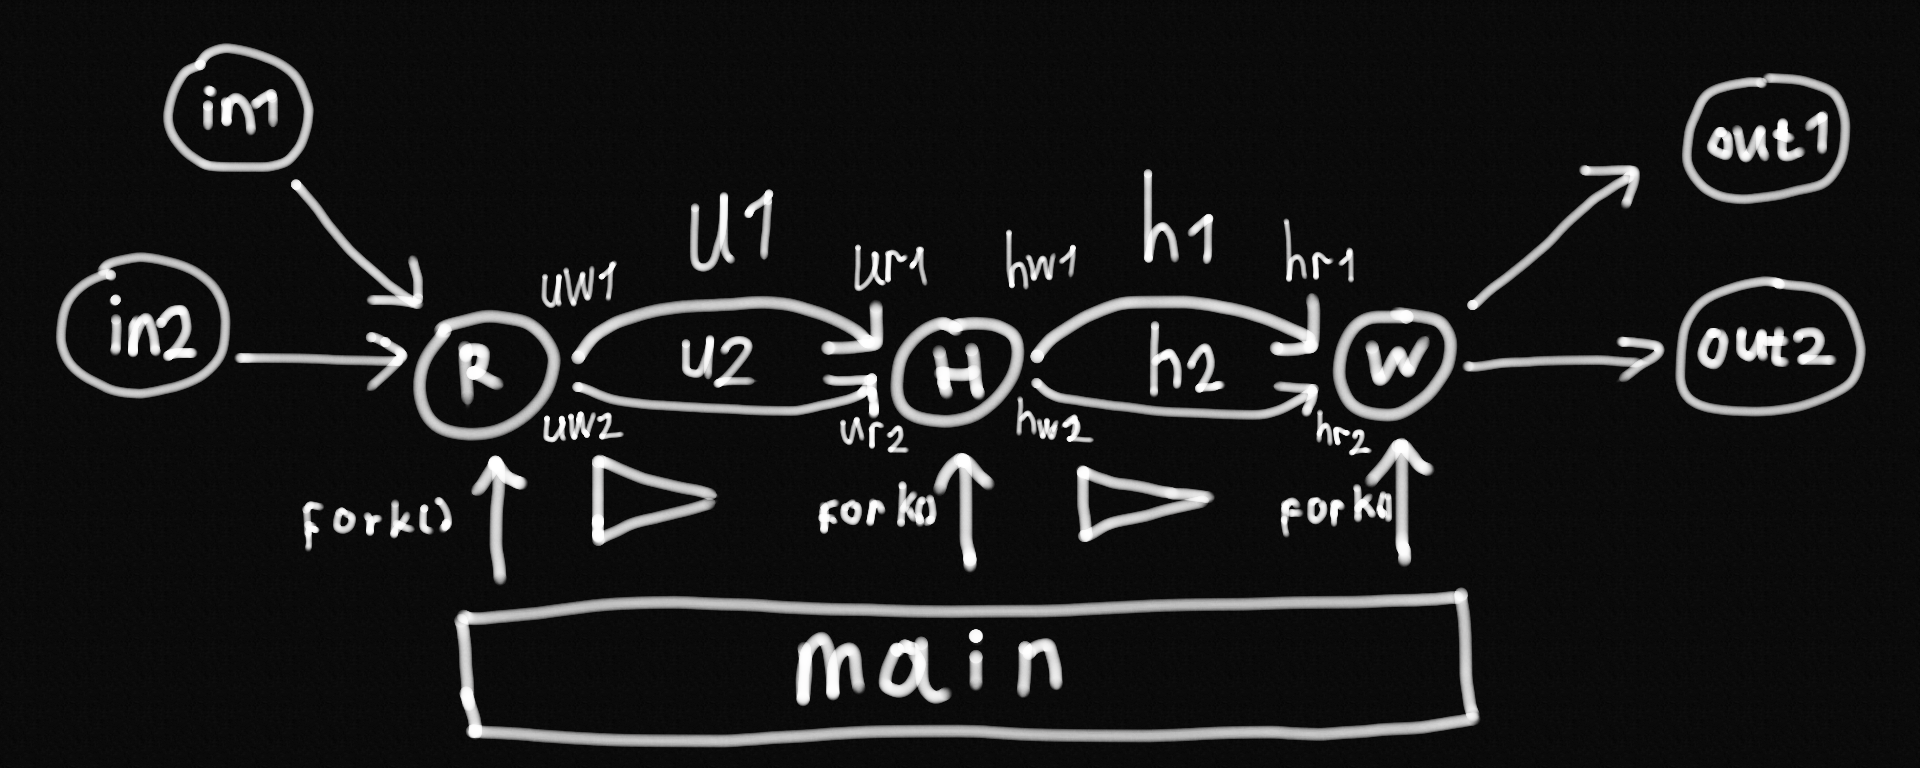 in1
out1
U1
h1
uw1
ur1
hw1
hr1
in2
R
u2
H
h2
W
out2
uw2
ur2
hw2
hr2
fork()
fork()
fork()
main